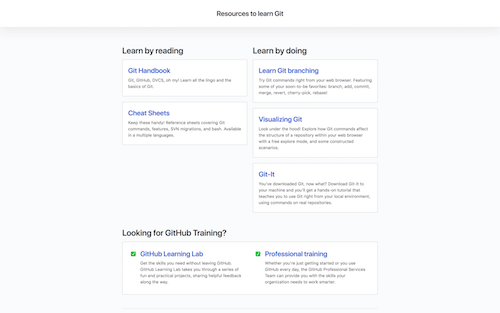 Resources to learn Git
Learn by reading
Git Handbook
Git, GitHub, DVCS, oh my! Learn all the lingo and the
basics of Git.
Cheat Sheets
Keep these handy! Reference sheets covering Git
commands, features, SVN migrations, and bash. Available
in a multiple languages.
Learn by doing
Learn Git branching
Try Git commands right from your web browser. Featuring
some of your soon-to-be favorites: branch, add, commit,
merge, revert, cherry-pick, rebase!
Visualizing Git
Look under the hood! Explore how Git commands affect
the structure of a repository within your web browser
with a free explore mode, and some constructed
scenarios.
Git-It
You've downloaded Git, now what? Download Git-It to
your machine and you'll get a hands-on tutorial that
teaches you to use Git right from your local environment,
using commands on real repositories.
Looking for GitHub Training?
GitHub Learning Lab
Get the skills you need without leaving GitHub.
GitHub Learning Lab takes you through a series of
fun and practical projects, sharing helpful feedback
along the way.
Professional training
Whether you're just getting started or you use
GitHub every day, the GitHub Professional Services
Team can provide you with the skills your
organization needs to work smarter.